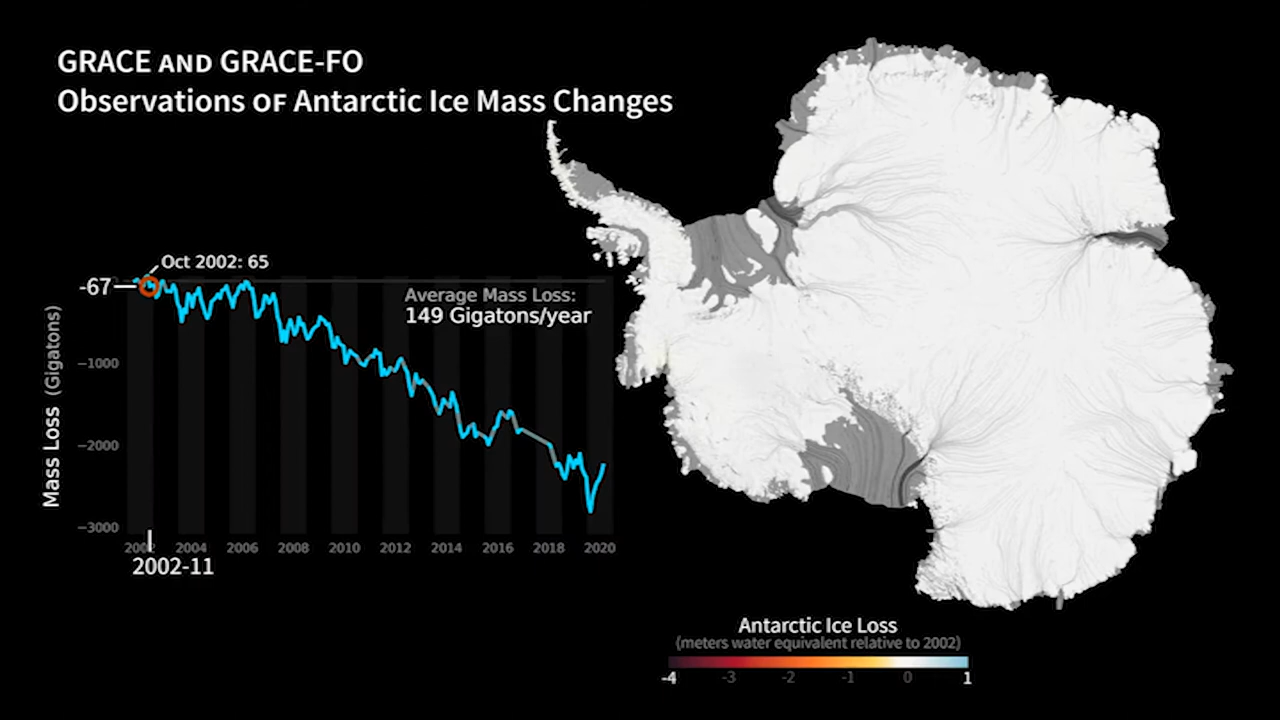 GRACE AND GRACE-FO
Observations OF Antarctic Ice Mass Changes
Oct 2002: 65
-67
Average Mass Loss:
149 Gigatons/year
Mass Loss (Gigatons)
−1000
−2000
−3000
2002 2004 2006 2008 2010 2012 2014 2016 2018 2020
2002-11
Antarctic Ice Loss
(meters water equivalent relative to 2002)
-4 -3 -2 -1 0 1